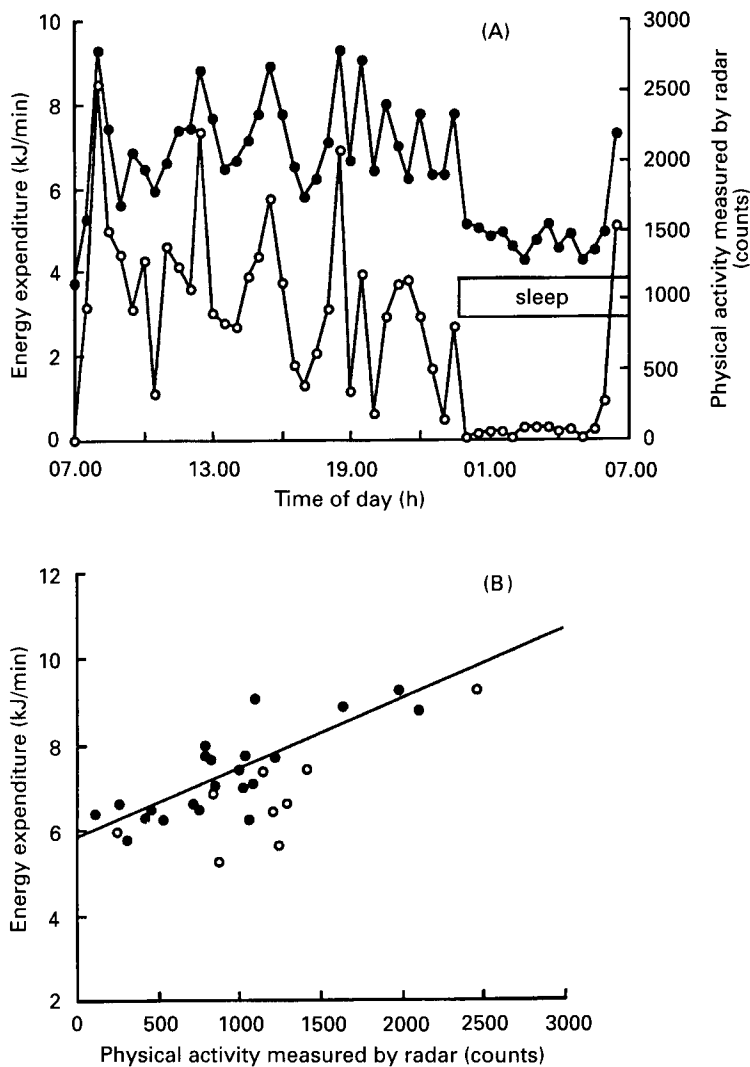 (A)
Energy expenditure (kJ/min)
10
8
6
4
2
0
3000
2500
2000
1500
1000
500
0
Physical activity measured by radar
(counts)
sleep
07.00 13.00 19.00 01.00 07.00
Time of day (h)
(B)
Energy expenditure (kJ/min)
12
10
8
6
4
2
0 500 1000 1500 2000 2500 3000
Physical activity measured by radar (counts)